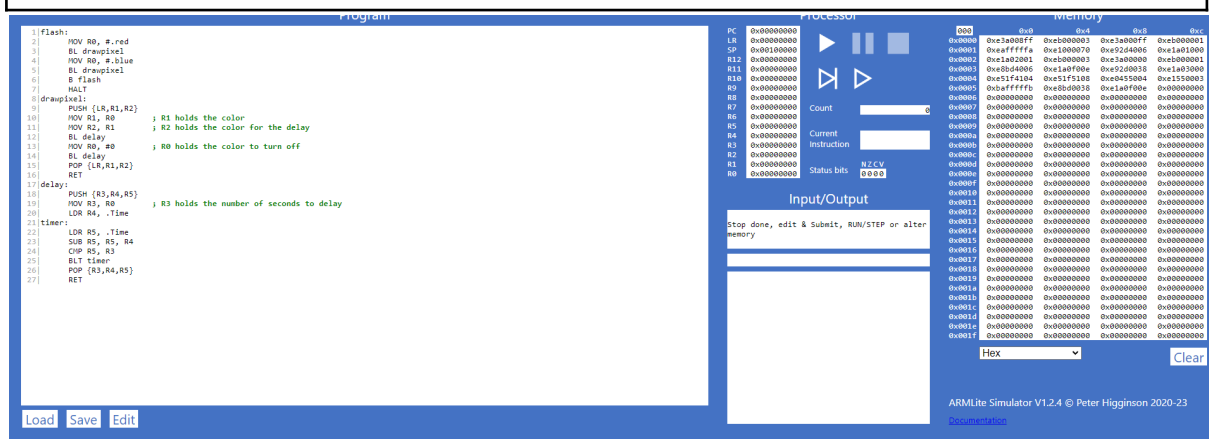 Program
1|flash:
2| MOV R0, #.red
3| BL drawpixel
4| MOV R0, #.blue
5| BL drawpixel
6| B flash
7| HALT
8|drawpixel:
9| PUSH {LR,R1,R2}
10| MOV R1, R0 ; R1 holds the color
11| MOV R2, R1 ; R2 holds the color for the delay
12| BL delay
13| MOV R0, #0 ; R0 holds the color to turn off
14| BL delay
15| POP {LR,R1,R2}
16| RET
17|delay:
18| PUSH {R3,R4,R5}
19| MOV R3, R0 ; R3 holds the number of seconds to delay
20| LDR R4, .Time
21|timer:
22| LDR R5, .Time
23| SUB R5, R5, R4
24| CMP R5, R3
25| BLT timer
26| POP {R3,R4,R5}
27| RET
Load Save Edit
Processor
PC 0x00000000
LR 0x00000000
SP 0x00100000
R12 0x00000000
R11 0x00000000
R10 0x00000000
R9 0x00000000
R8 0x00000000
R7 0x00000000
R6 0x00000000
R5 0x00000000
R4 0x00000000
R3 0x00000000
R2 0x00000000
R1 0x00000000
R0 0x00000000
Count 0
Current
Instruction
NZCV
Status bits 0000
Input/Output
Stop done, edit & Submit, RUN/STEP or alter
memory
Memory
000 0x0 0x4 0x8 0xc
0x0000 0xe3a008ff 0xeb000003 0xe3a000ff 0xeb000001
0x0001 0xeafffffa 0xe1000070 0xe92d4006 0xe1a01000
0x0002 0xe1a02001 0xeb000003 0xe3a00000 0xeb000001
0x0003 0xe8bd4006 0xe1a0f00e 0xe92d0038 0xe1a03000
0x0004 0xe51f4104 0xe51f5108 0xe0455004 0xe1550003
0x0005 0xbafffffb 0xe8bd0038 0xe1a0f00e 0x00000000
0x0006 0x00000000 0x00000000 0x00000000 0x00000000
0x0007 0x00000000 0x00000000 0x00000000 0x00000000
0x0008 0x00000000 0x00000000 0x00000000 0x00000000
0x0009 0x00000000 0x00000000 0x00000000 0x00000000
0x000a 0x00000000 0x00000000 0x00000000 0x00000000
0x000b 0x00000000 0x00000000 0x00000000 0x00000000
0x000c 0x00000000 0x00000000 0x00000000 0x00000000
0x000d 0x00000000 0x00000000 0x00000000 0x00000000
0x000e 0x00000000 0x00000000 0x00000000 0x00000000
0x000f 0x00000000 0x00000000 0x00000000 0x00000000
0x0010 0x00000000 0x00000000 0x00000000 0x00000000
0x0011 0x00000000 0x00000000 0x00000000 0x00000000
0x0012 0x00000000 0x00000000 0x00000000 0x00000000
0x0013 0x00000000 0x00000000 0x00000000 0x00000000
0x0014 0x00000000 0x00000000 0x00000000 0x00000000
0x0015 0x00000000 0x00000000 0x00000000 0x00000000
0x0016 0x00000000 0x00000000 0x00000000 0x00000000
0x0017 0x00000000 0x00000000 0x00000000 0x00000000
0x0018 0x00000000 0x00000000 0x00000000 0x00000000
0x0019 0x00000000 0x00000000 0x00000000 0x00000000
0x001a 0x00000000 0x00000000 0x00000000 0x00000000
0x001b 0x00000000 0x00000000 0x00000000 0x00000000
0x001c 0x00000000 0x00000000 0x00000000 0x00000000
0x001d 0x00000000 0x00000000 0x00000000 0x00000000
0x001e 0x00000000 0x00000000 0x00000000 0x00000000
0x001f 0x00000000 0x00000000 0x00000000 0x00000000
Hex
Clear
ARMLite Simulator V1.2.4 © Peter Higginson 2020-23
Documentation